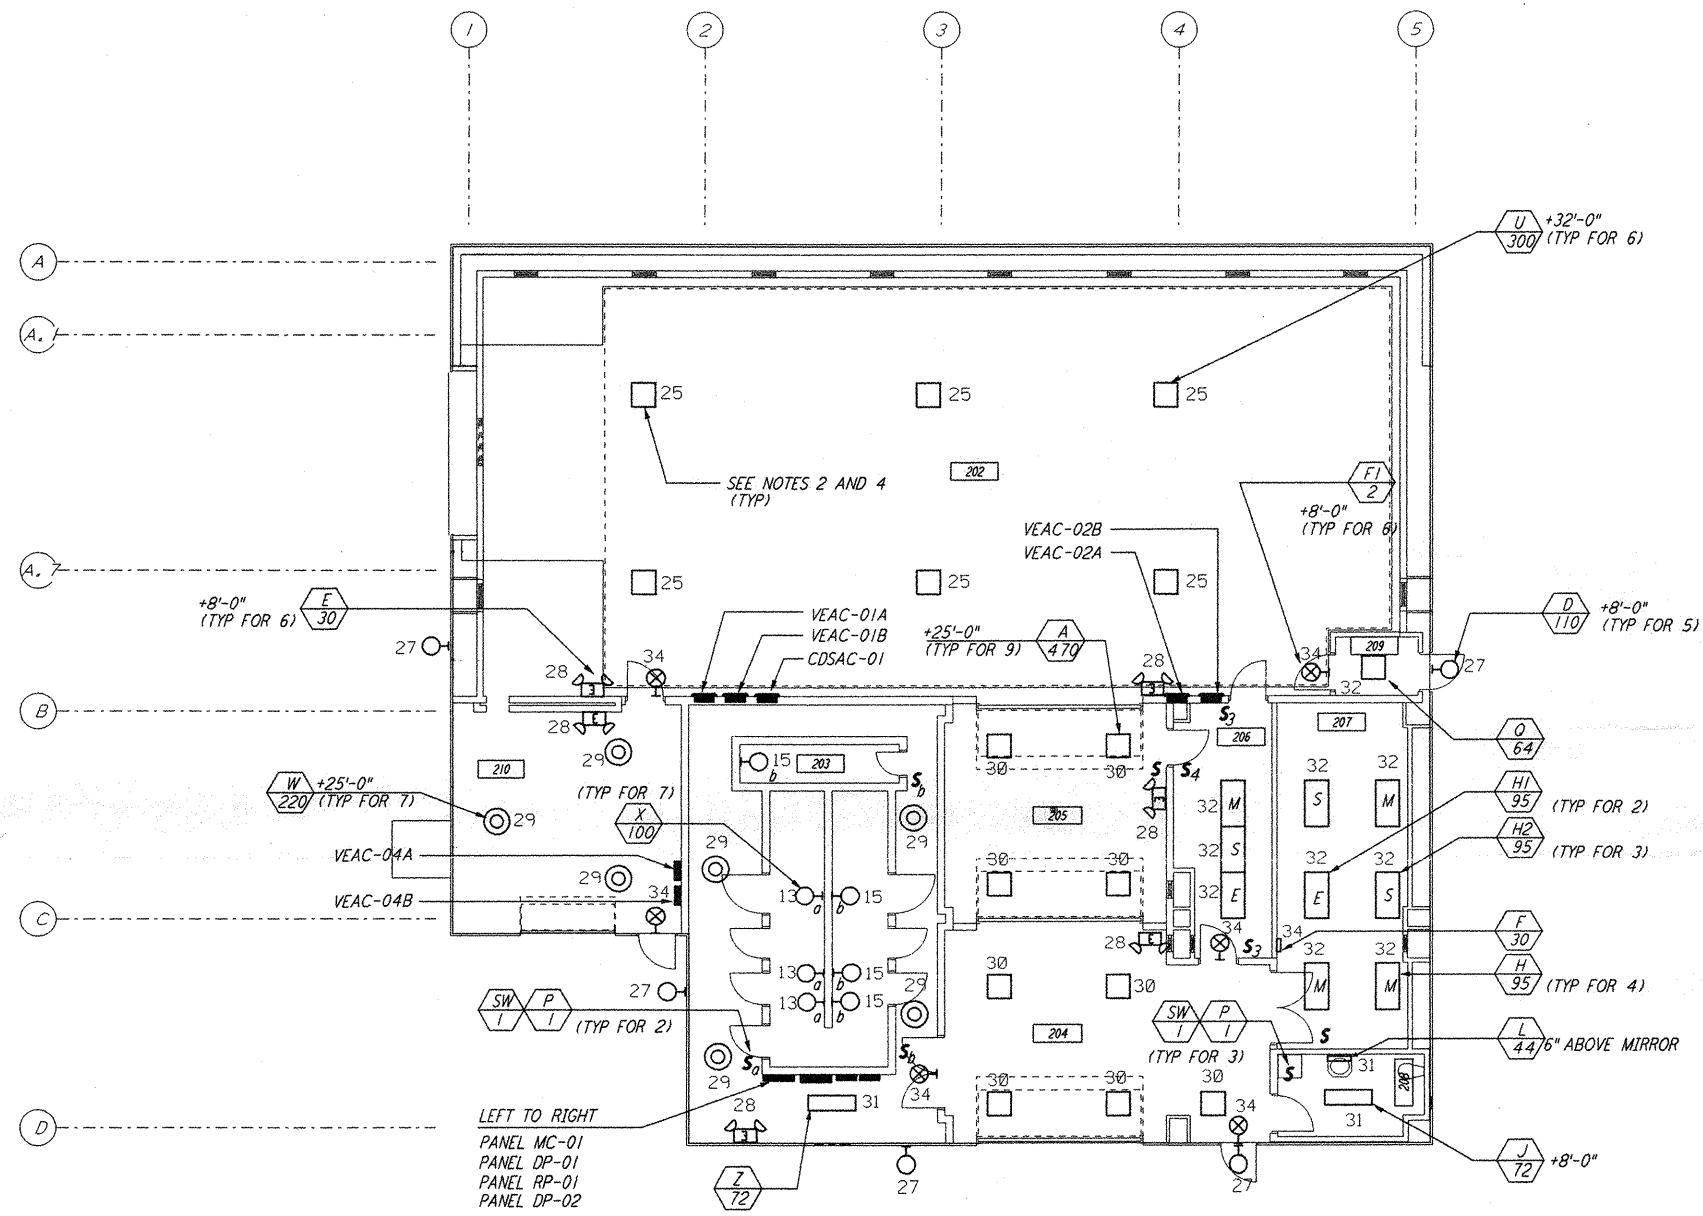 1 2 3 4 5
A
A.1
A.7
B
C
D
U
300
+32'-0"
(TYP FOR 6)
25 25 25
SEE NOTES 2 AND 4
(TYP)
202
F1
2
+8'-0"
(TYP FOR 6)
VEAC-02B
VEAC-02A
25 25 25
E
30
+8'-0"
(TYP FOR 6)
VEAC-01A
VEAC-01B
CDSAC-01
+25'-0"
(TYP FOR 9)
A
470
D
110
+8'-0"
(TYP FOR 5)
27
28
34
28
34
209
27
32
E
E
28
E
S3
206
207
Q
64
29
15
b
203
210
Sb
30 30
S S4
W
220
+25'-0"
(TYP FOR 7)
29
(TYP FOR 7)
X
100
29
E
28
205
32 M
32 S
32 E
32 S
32 M
H1
95
(TYP FOR 2)
H2
95
(TYP FOR 3)
VEAC-04A
29
29
VEAC-04B
34
13 a
15 b
30 30
32 E
32 S
F
30
28 E
34
S3
34
13 a
15 b
29
30 30
32 M
32 M
H
95
(TYP FOR 4)
27
SW
1
P
1
(TYP FOR 2)
13 a
15 b
204
SW
1
P
1
(TYP FOR 3)
S
L
44
6" ABOVE MIRROR
Sa
29
Sb
34
30 30 30
S
31
208
LEFT TO RIGHT
PANEL MC-01
PANEL DP-01
PANEL RP-01
PANEL DP-02
28
E
31
34
31
J
72
+8'-0"
Z
72
27
27